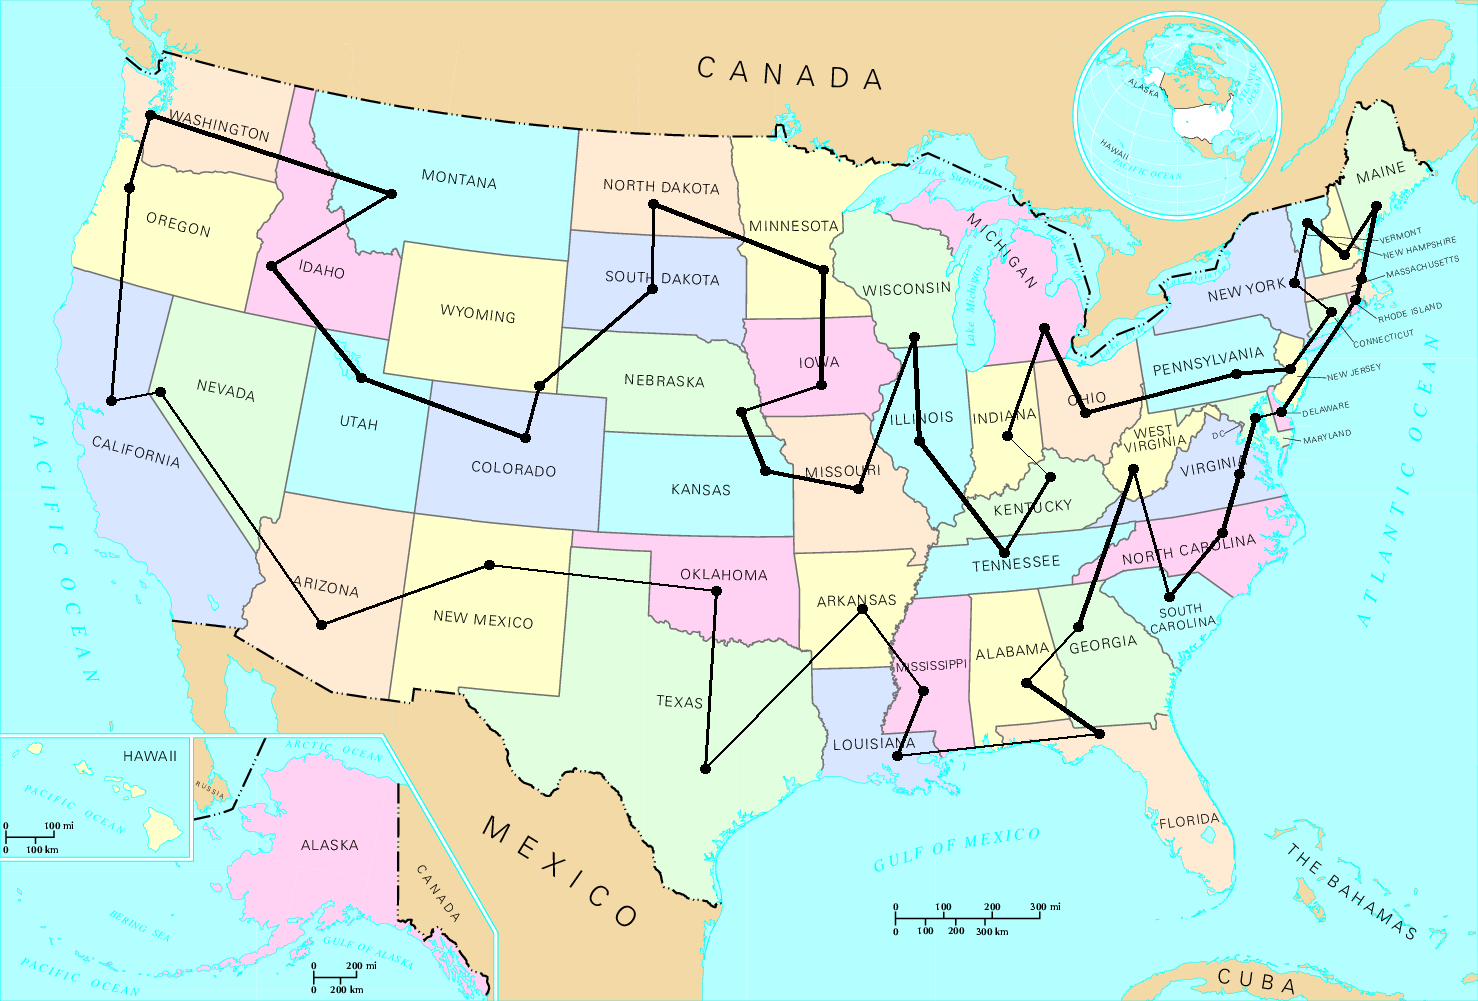 CANADA
ALASKA
ATLANTIC
OCEAN
HAWAII
PACIFIC OCEAN
WASHINGTON
MONTANA
NORTH DAKOTA
MINNESOTA
Lake Superior
MICHIGAN
MAINE
OREGON
IDAHO
WYOMING
SOUTH DAKOTA
WISCONSIN
Lake Michigan
Lake Huron
Lake Ontario
Lake Erie
NEW YORK
VERMONT
NEW HAMPSHIRE
MASSACHUSETTS
RHODE ISLAND
CONNECTICUT
NEVADA
UTAH
COLORADO
NEBRASKA
IOWA
ILLINOIS
INDIANA
OHIO
PENNSYLVANIA
NEW JERSEY
DELAWARE
MARYLAND
DC
CALIFORNIA
KANSAS
MISSOURI
KENTUCKY
WEST
VIRGINIA
VIRGINIA
PACIFIC OCEAN
ATLANTIC OCEAN
ARIZONA
NEW MEXICO
OKLAHOMA
ARKANSAS
TENNESSEE
NORTH CAROLINA
SOUTH
CAROLINA
TEXAS
LOUISIANA
MISSISSIPPI
ALABAMA
GEORGIA
FLORIDA
HAWAII
PACIFIC
OCEAN
0 100 mi
0 100 km
RUSSIA
ARCTIC OCEAN
ALASKA
CANADA
BERING SEA
GULF OF ALASKA
PACIFIC OCEAN
0 200 mi
0 200 km
MEXICO
GULF OF MEXICO
0 100 200 300 mi
0 100 200 300 km
THE BAHAMAS
CUBA